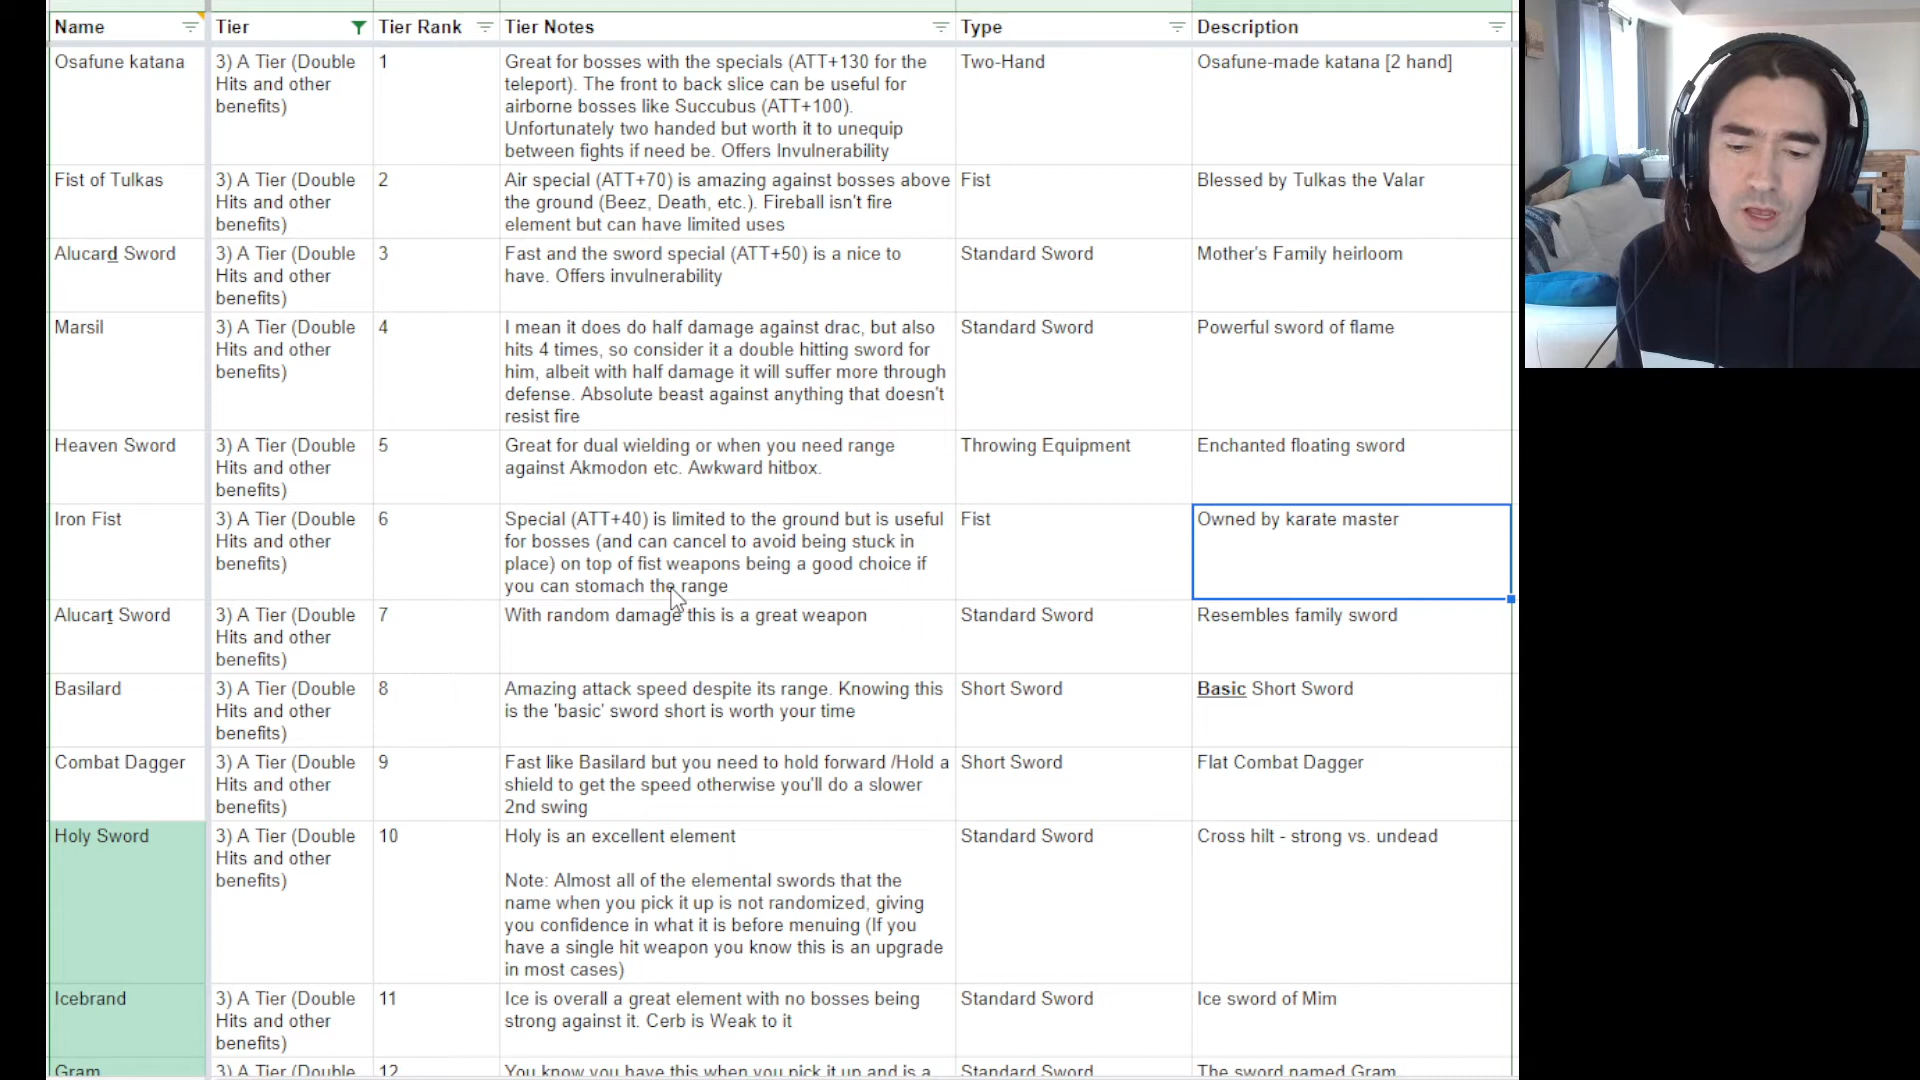 Name Tier Tier Rank Tier Notes Type Description
Osafune katana
3) A Tier (Double
Hits and other
benefits)
1
Great for bosses with the specials (ATT+130 for the
teleport). The front to back slice can be useful for
airborne bosses like Succubus (ATT+100).
Unfortunately two handed but worth it to unequip
between fights if need be. Offers Invulnerability
Two-Hand
Osafune-made katana [2 hand]
Fist of Tulkas
3) A Tier (Double
Hits and other
benefits)
2
Air special (ATT+70) is amazing against bosses above
the ground (Beez, Death, etc.). Fireball isn't fire
element but can have limited uses
Fist
Blessed by Tulkas the Valar
Alucard Sword
3) A Tier (Double
Hits and other
benefits)
3
Fast and the sword special (ATT+50) is a nice to
have. Offers invulnerability
Standard Sword
Mother's Family heirloom
Marsil
3) A Tier (Double
Hits and other
benefits)
4
I mean it does do half damage against drac, but also
hits 4 times, so consider it a double hitting sword for
him, albeit with half damage it will suffer more through
defense. Absolute beast against anything that doesn't
resist fire
Standard Sword
Powerful sword of flame
Heaven Sword
3) A Tier (Double
Hits and other
benefits)
5
Great for dual wielding or when you need range
against Akmodon etc. Awkward hitbox.
Throwing Equipment
Enchanted floating sword
Iron Fist
3) A Tier (Double
Hits and other
benefits)
6
Special (ATT+40) is limited to the ground but is useful
for bosses (and can cancel to avoid being stuck in
place) on top of fist weapons being a good choice if
you can stomach the range
Fist
Owned by karate master
Alucart Sword
3) A Tier (Double
Hits and other
benefits)
7
With random damage this is a great weapon
Standard Sword
Resembles family sword
Basilard
3) A Tier (Double
Hits and other
benefits)
8
Amazing attack speed despite its range. Knowing this
is the 'basic' sword short is worth your time
Short Sword
Basic Short Sword
Combat Dagger
3) A Tier (Double
Hits and other
benefits)
9
Fast like Basilard but you need to hold forward /Hold a
shield to get the speed otherwise you'll do a slower
2nd swing
Short Sword
Flat Combat Dagger
Holy Sword
3) A Tier (Double
Hits and other
benefits)
10
Holy is an excellent element
Note: Almost all of the elemental swords that the
name when you pick it up is not randomized, giving
you confidence in what it is before menuing (If you
have a single hit weapon you know this is an upgrade
in most cases)
Standard Sword
Cross hilt - strong vs. undead
Icebrand
3) A Tier (Double
Hits and other
benefits)
11
Ice is overall a great element with no bosses being
strong against it. Cerb is Weak to it
Standard Sword
Ice sword of Mim
Gram
3) A Tier (Double
12
You know you have this when you pick it up and is a
Standard Sword
The sword named Gram